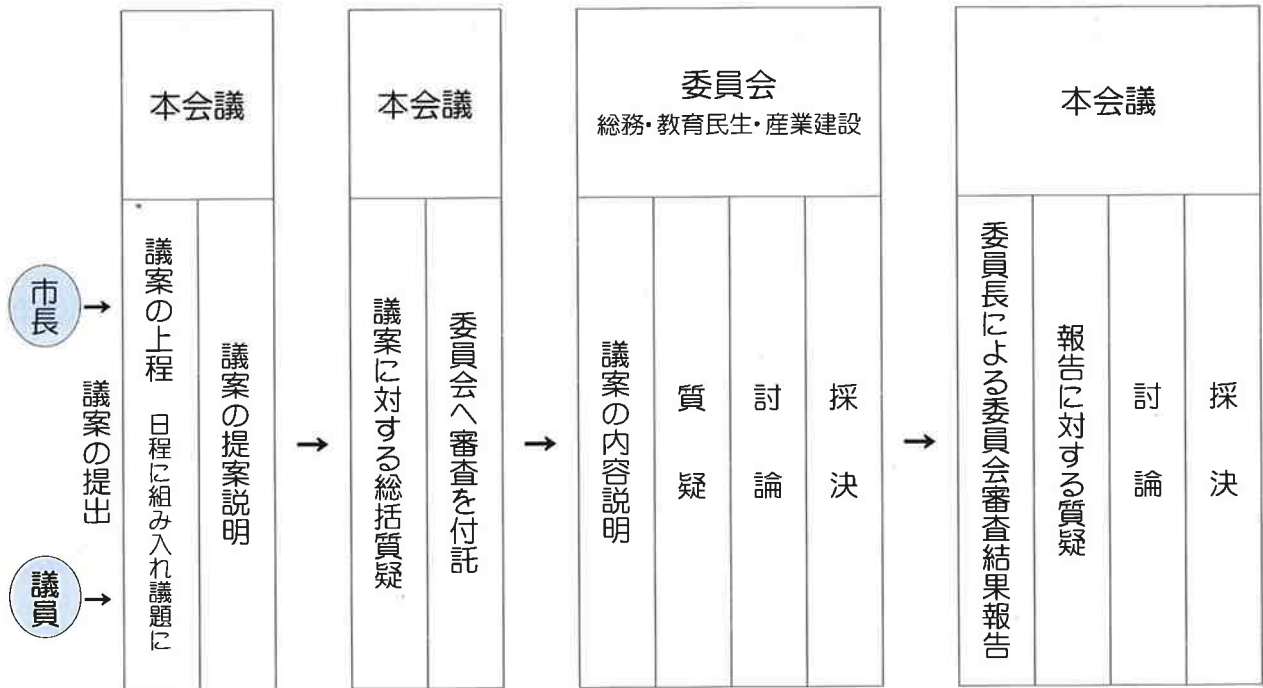 市長
→
議案の提出
議員
→
本会議
議案の上程 日程に組み入れ議題に
議案の提案説明
→
本会議
議案に対する総括質疑
委員会へ審査を付託
→
委員会
総務・教育民生・産業建設
議案の内容説明
質疑
討論
採決
→
本会議
委員長による委員会審査結果報告
報告に対する質疑
討論
採決